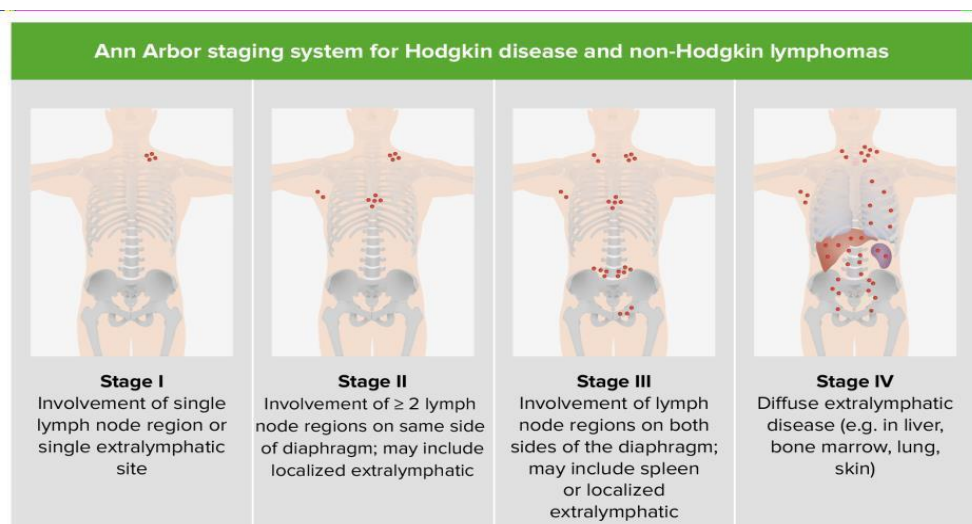 Ann Arbor staging system for Hodgkin disease and non-Hodgkin lymphomas
Stage I
Involvement of single
lymph node region or
single extralymphatic
site
Stage II
Involvement of ≥ 2 lymph
node regions on same side
of diaphragm; may include
localized extralymphatic
Stage III
Involvement of lymph
node regions on both
sides of the diaphragm;
may include spleen
or localized
extralymphatic
Stage IV
Diffuse extralymphatic
disease (e.g. in liver,
bone marrow, lung,
skin)